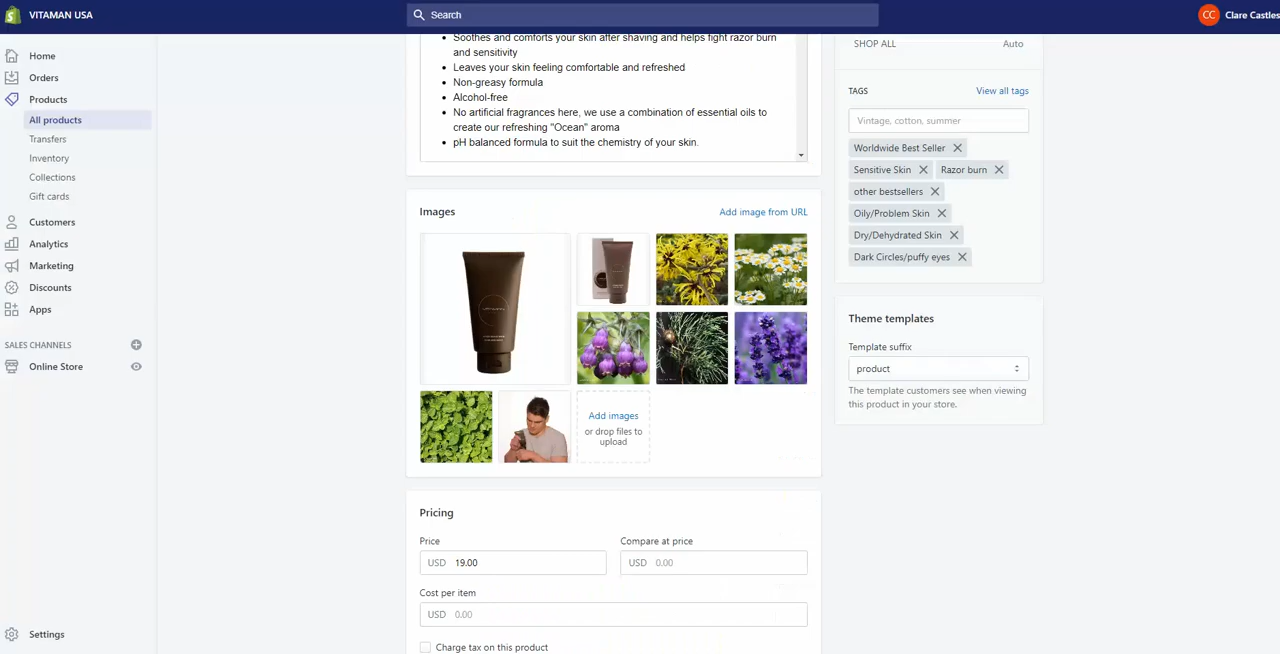 VITAMAN USA
Search
CC
Clare Castles
Home
Orders
Products
All products
Transfers
Inventory
Collections
Gift cards
Customers
Analytics
Marketing
Discounts
Apps
SALES CHANNELS
Online Store
Settings
Soothes and comforts your skin after shaving and helps fight razor burn
and sensitivity
Leaves your skin feeling comfortable and refreshed
Non-greasy formula
Alcohol-free
No artificial fragrances here, we use a combination of essential oils to
create our refreshing "Ocean" aroma
pH balanced formula to suit the chemistry of your skin.
Images
Add image from URL
Add images
or drop files to
upload
Pricing
Price
Compare at price
USD 19.00
USD 0.00
Cost per item
USD 0.00
Charge tax on this product
SHOP ALL
Auto
TAGS
View all tags
Vintage, cotton, summer
Worldwide Best Seller
Sensitive Skin
Razor burn
other bestsellers
Oily/Problem Skin
Dry/Dehydrated Skin
Dark Circles/puffy eyes
Theme templates
Template suffix
product
The template customers see when viewing
this product in your store.